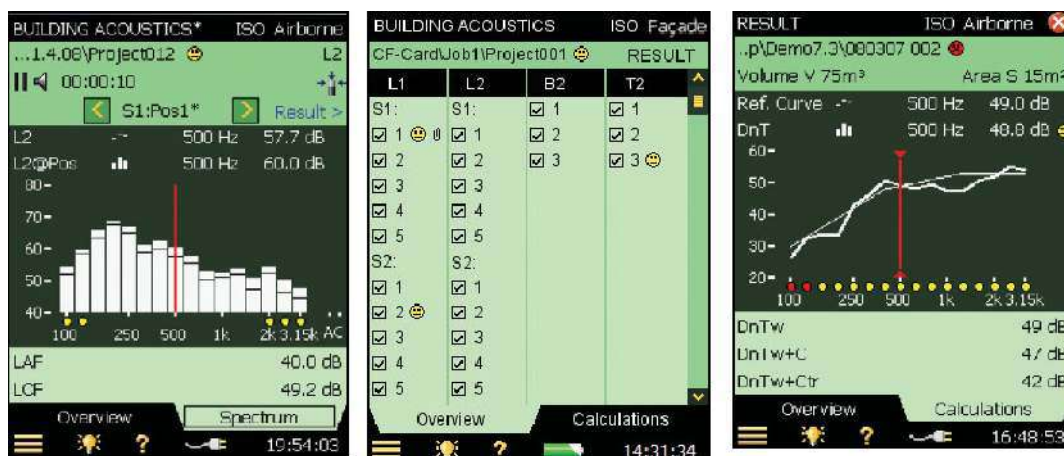 BUILDING ACOUSTICS* ISO Airborne
...1.4.08\Project012 L2
00:00:10
< S1:Pos1* > Result >
L2 500 Hz 57.7 dB
L2@Pos 500 Hz 60.0 dB
80-
70-
60-
50-
40-
100 250 500 1k 2k 3.15k AC
LAF 40.0 dB
LCF 49.2 dB
Overview Spectrum
? 19:54:03
BUILDING ACOUSTICS ISO Façade
CF-Card\Job1\Project001 RESULT
L1 L2 B2 T2
S1: S1: 1 1
1 1 2 2
2 2 3 3
3 3
4 4
5 5
S2: S2:
1 1
2 2
3 3
4 4
5 5
Overview Calculations
? 14:31:34
RESULT ISO Airborne
..p\Demo7.3\080307 002
Volume V 75m³ Area S 15m²
Ref. Curve 500 Hz 49.0 dB
DnT 500 Hz 48.8 dB
60-
50-
40-
30-
20-
100 250 500 1k 2k 3.15k
DnTw 49 dB
DnTw+C 47 dB
DnTw+Ctr 42 dB
Overview Calculations
? 16:48:53